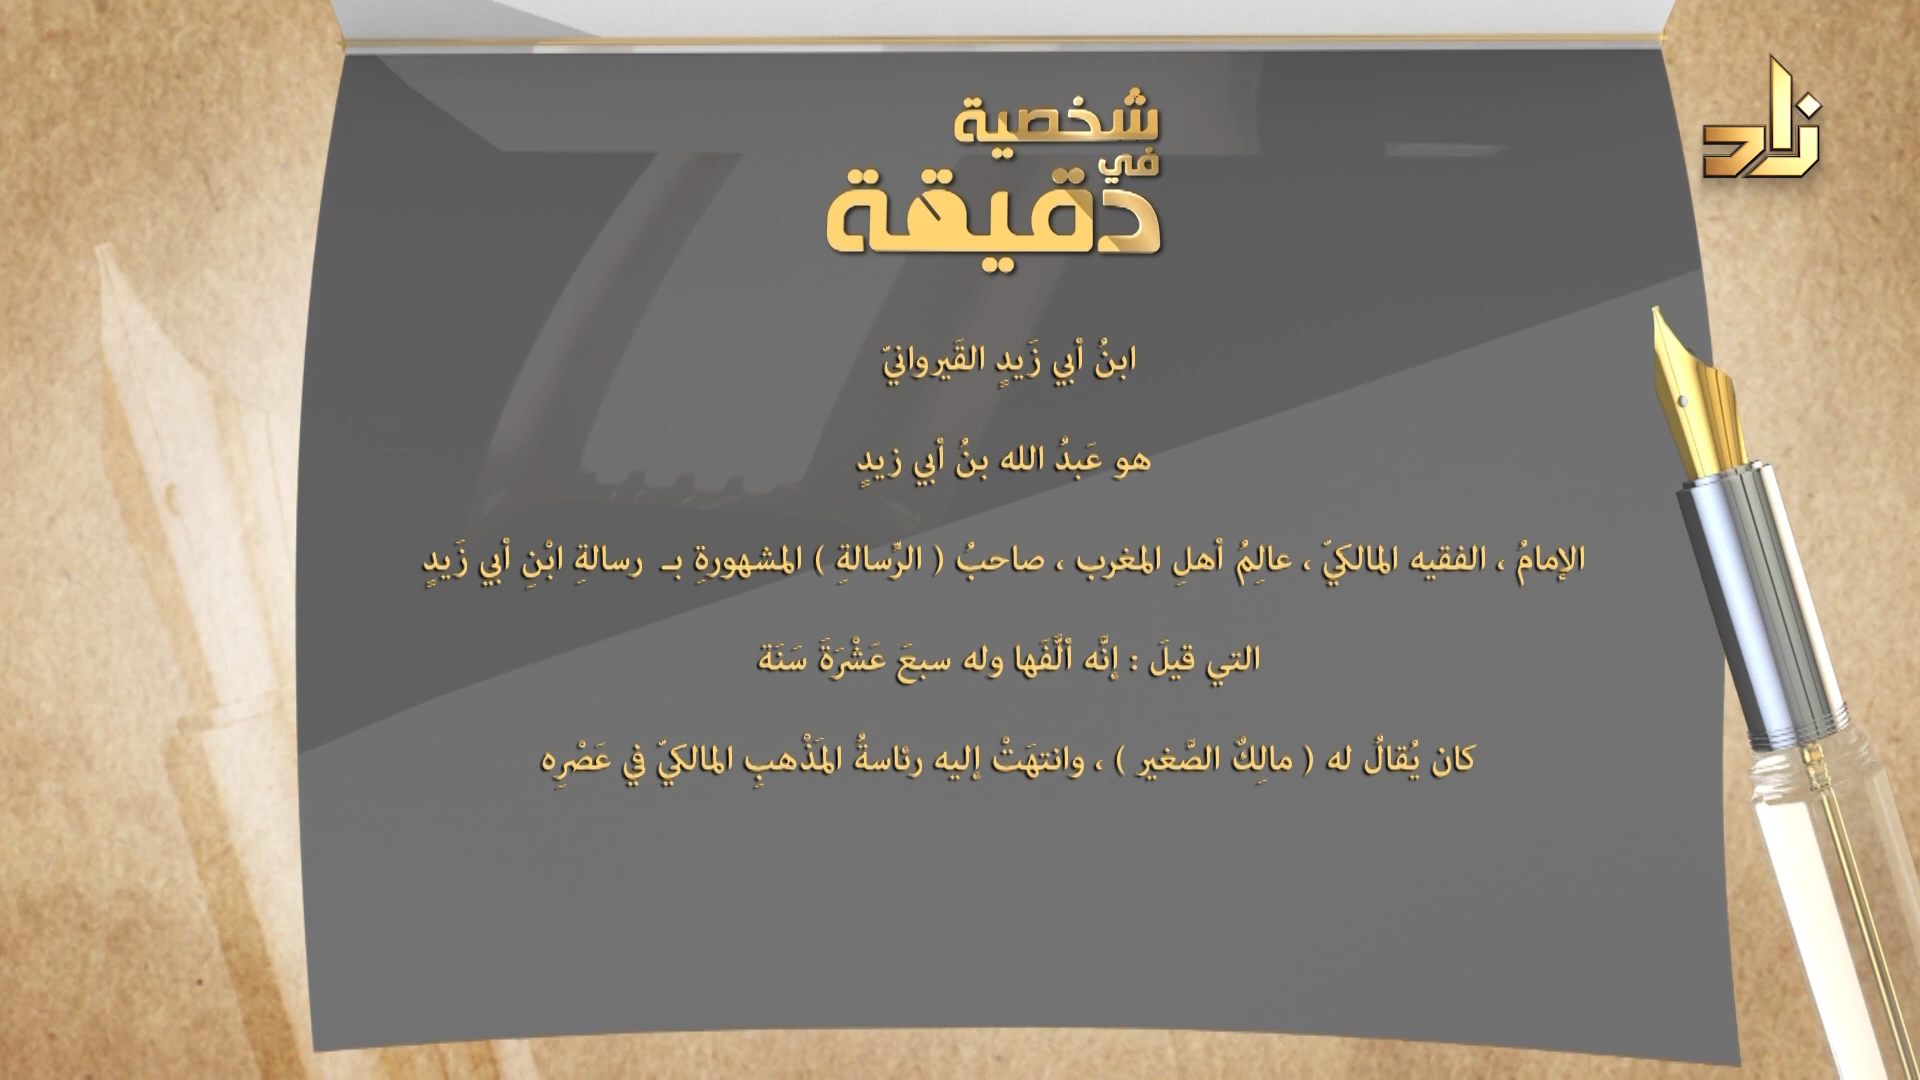 زاد
شخصية
في
دقيقة
ابنُ أبي زَيدٍ القَيروانيّ
هو عَبدُ الله بنُ أبي زيدٍ
الإمامُ ، الفقيه المالكيّ ، عالِمُ أهلِ المغرب ، صاحبُ ( الرِّسالةِ ) المشهورةِ بـ رسالةِ ابْنِ أبي زَيدٍ
التي قيلَ : إنَّه ألَّفَها وله سبعَ عَشْرَةَ سَنَة
كان يُقالُ له ( مالِكٌ الصَّغير ) ، وانتهَتْ إليه رئاسةُ المَذْهبِ المالكيّ في عَصْرِه